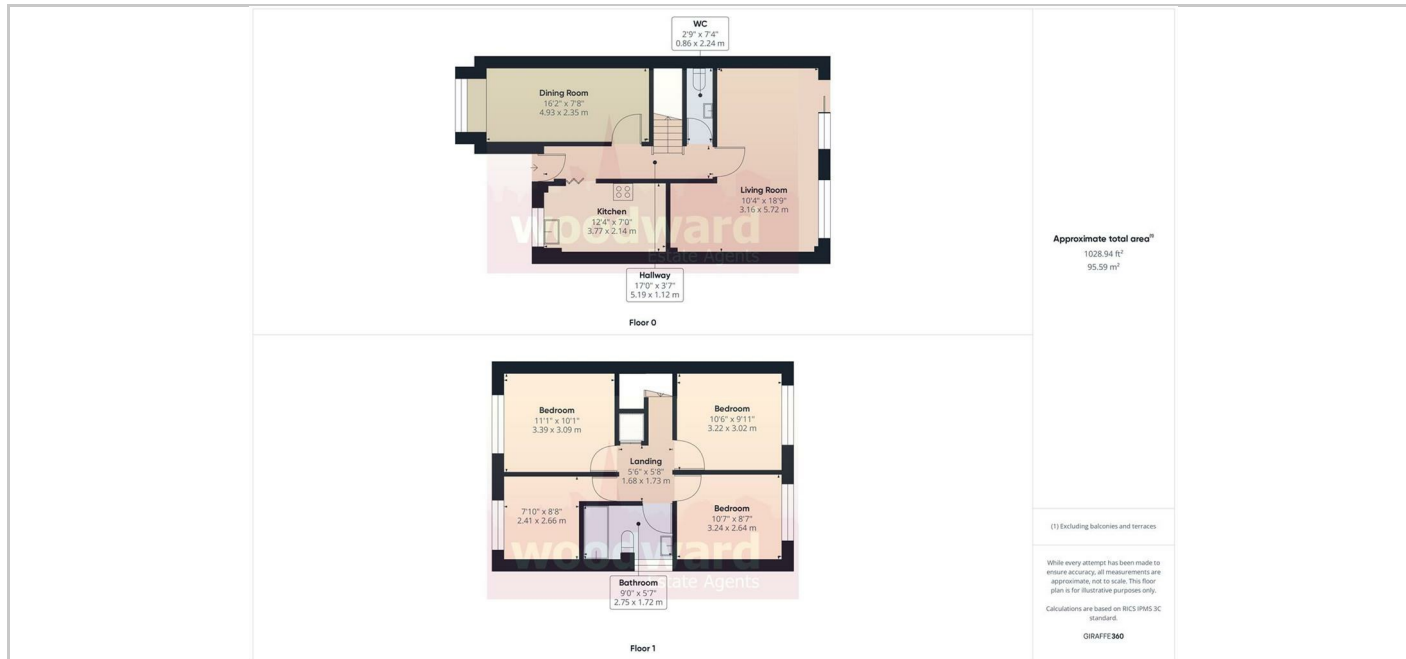 WC
2'9" x 7'4"
0.86 x 2.24 m
Dining Room
16'2" x 7'8"
4.93 x 2.35 m
Living Room
10'4" x 18'9"
3.16 x 5.72 m
Kitchen
12'4" x 7'0"
3.77 x 2.14 m
woodward
Estate Agents
Hallway
17'0" x 3'7"
5.19 x 1.12 m
Floor 0
Approximate total area(1)
1028.94 ft²
95.59 m²
Bedroom
11'1" x 10'1"
3.39 x 3.09 m
Bedroom
10'6" x 9'11"
3.22 x 3.02 m
Landing
5'6" x 5'8"
1.68 x 1.73 m
7'10" x 8'8"
2.41 x 2.66 m
Bedroom
10'7" x 8'7"
3.24 x 2.64 m
woodward
Estate Agents
Bathroom
9'0" x 5'7"
2.75 x 1.72 m
Floor 1
(1) Excluding balconies and terraces
While every attempt has been made to
ensure accuracy, all measurements are
approximate, not to scale. This floor
plan is for illustrative purposes only.
Calculations are based on RICS IPMS 3C
standard.
GIRAFFE360